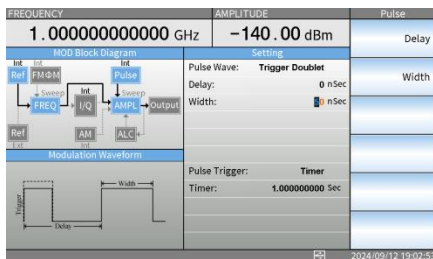 FREQUENCY
AMPLITUDE
Pulse
1.000000000000 GHz
-140.00 dBm
Delay
MOD Block Diagram
Setting
Int
Int
Int
Ref
FMΦM
Pulse
Pulse Wave: Trigger Doublet
Delay: 0 nSec
Width
Sweep
Int
Sweep
FREQ
I/Q
AMPL
Output
Width: 50 nSec
Ref
AM
ALC
Ext
Int
Modulation Waveform
Pulse Trigger: Timer
Width
Timer: 1.000000000 Sec
Trigger
Delay
2024/09/12 19:02:53